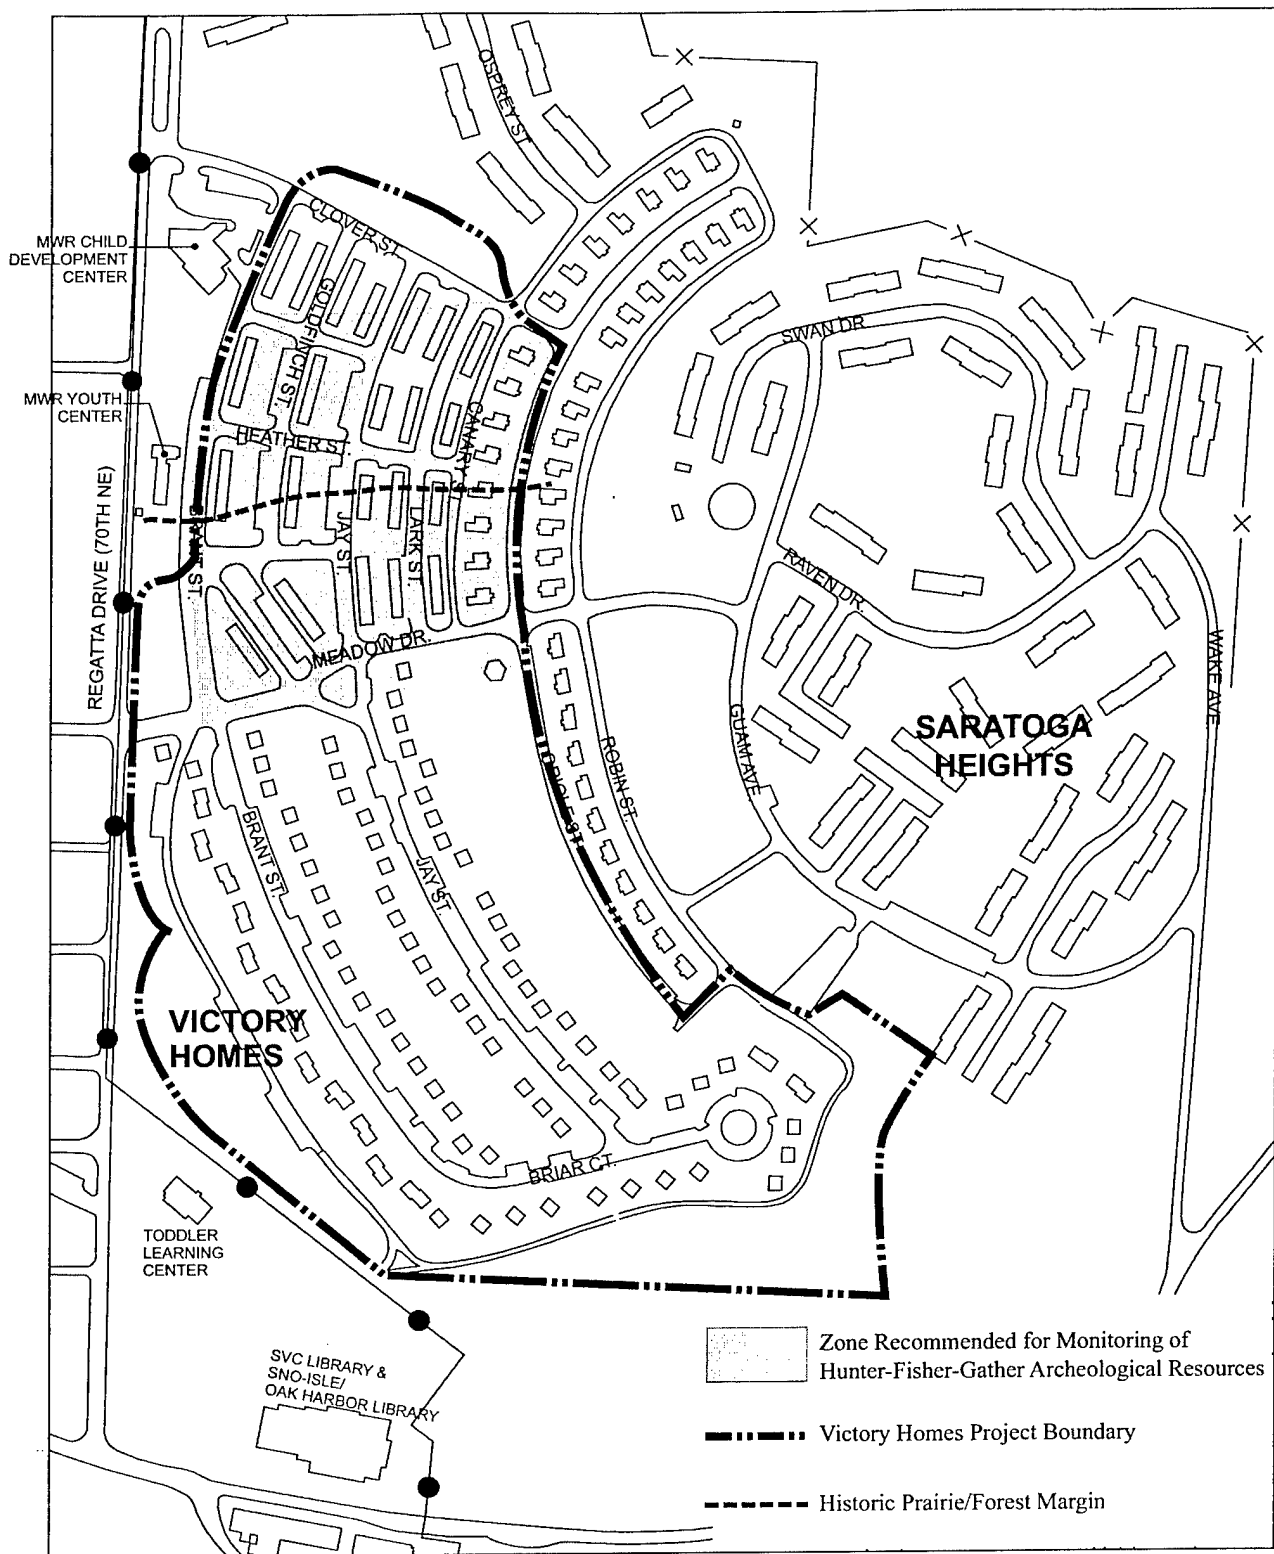 OSPREY ST.
CLOVER ST.
MWR CHILD
DEVELOPMENT
CENTER
GOLDFINCH ST.
SWAN DR.
MWR YOUTH
CENTER
CANARY ST.
HEATHER ST.
REGATTA DRIVE (70TH NE)
BRANT ST.
JAY ST.
LARK ST.
RAVEN DR.
MEADOW DR.
WAKE AVE.
GUAM AVE.
SARATOGA
HEIGHTS
ROBIN ST.
ORIOLE ST.
BRANT ST.
JAY ST.
VICTORY
HOMES
BRIAR CT.
TODDLER
LEARNING
CENTER
SVC LIBRARY &
SNO-ISLE/
OAK HARBOR LIBRARY
Zone Recommended for Monitoring of
Hunter-Fisher-Gather Archeological Resources
Victory Homes Project Boundary
Historic Prairie/Forest Margin